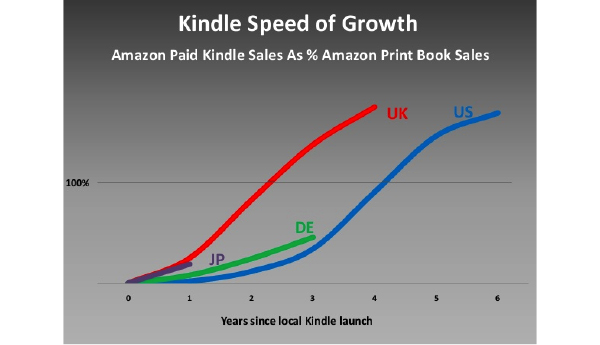 Kindle Speed of Growth
Amazon Paid Kindle Sales As % Amazon Print Book Sales
UK
US
100%
DE
JP
0 1 2 3 4 5 6
Years since local Kindle launch